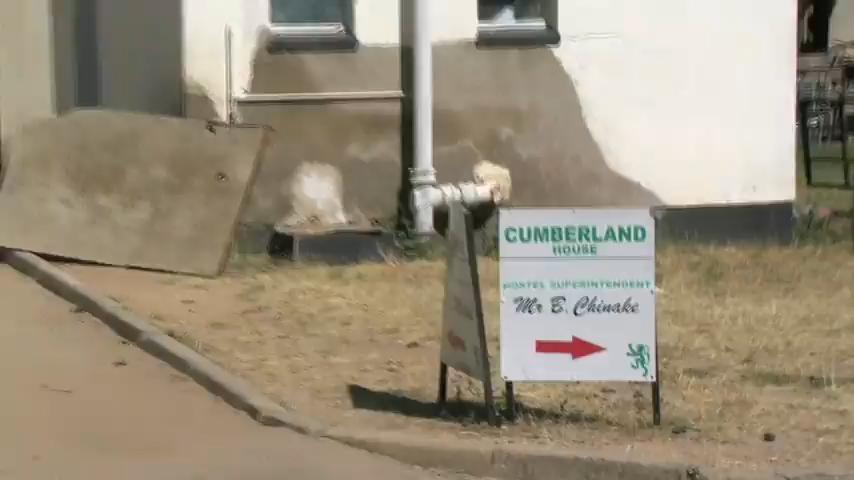 CUMBERLAND
HOUSE
HOSTEL SUPERINTENDENT
Mr B. Chinake